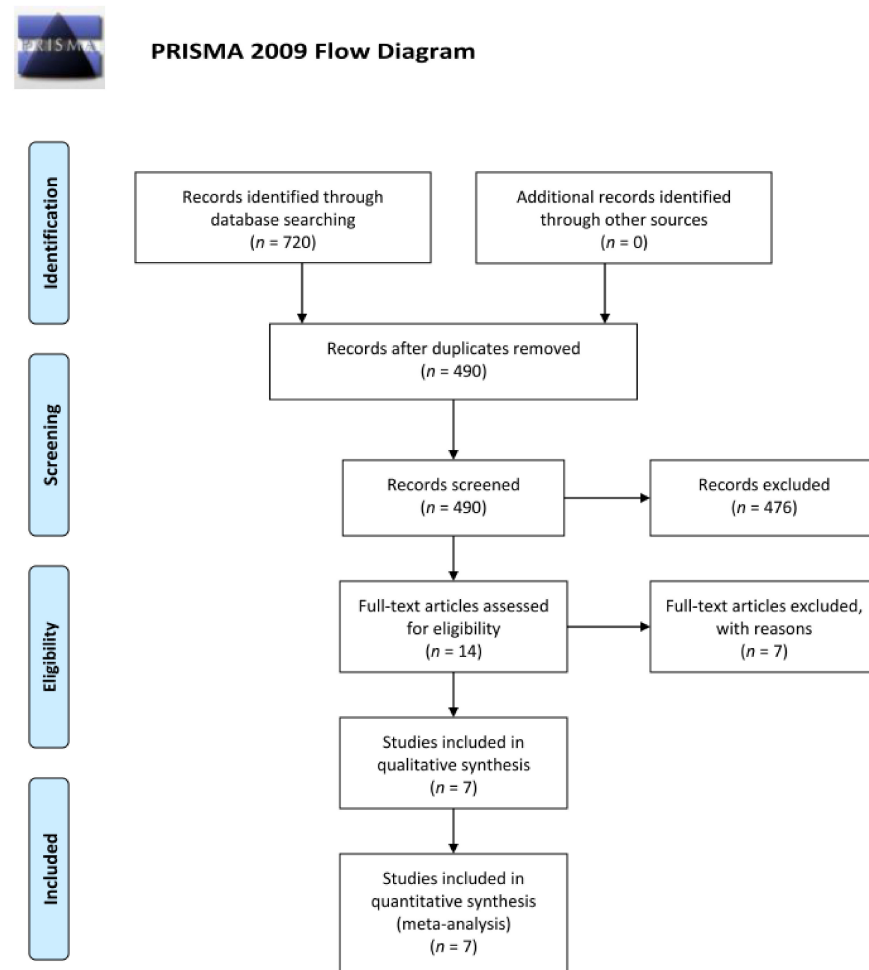 PRISMA
PRISMA 2009 Flow Diagram
Identification
Records identified through
database searching
(n = 720)
Additional records identified
through other sources
(n = 0)
Records after duplicates removed
(n = 490)
Screening
Records screened
(n = 490)
Records excluded
(n = 476)
Eligibility
Full-text articles assessed
for eligibility
(n = 14)
Full-text articles excluded,
with reasons
(n = 7)
Studies included in
qualitative synthesis
(n = 7)
Included
Studies included in
quantitative synthesis
(meta-analysis)
(n = 7)